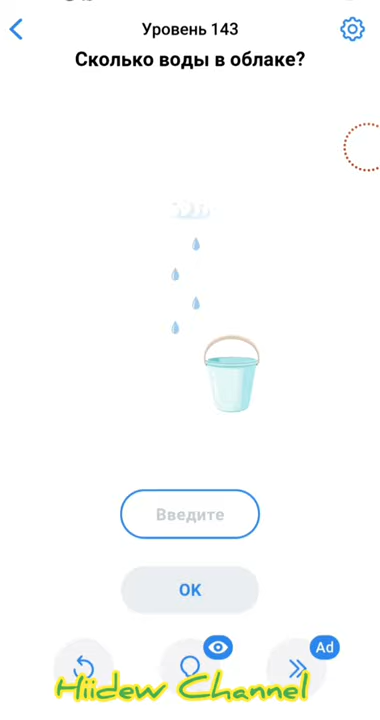 Уровень 143
Сколько воды в облаке?
Введите
OK
Ad
Hiidew Channel